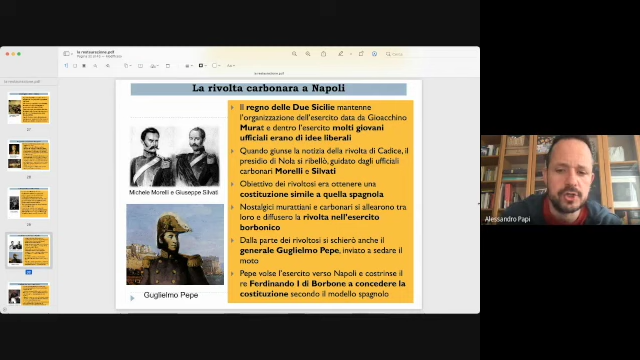 la restaurazione.pdf
la restaurazione.pdf
27
28
29
30
La rivolta carbonara a Napoli
Michele Morelli e Giuseppe Silvati
Guglielmo Pepe
Il regno delle Due Sicilie mantenne
l'organizzazione dell'esercito data da Gioacchino
Murat e dentro l'esercito molti giovani
ufficiali erano di idee liberali
Quando giunse la notizia della rivolta di Cadice, il
presidio di Nola si ribellò, guidato dagli ufficiali
carbonari Morelli e Silvati
Obiettivo dei rivoltosi era ottenere una
costituzione simile a quella spagnola
Nostalgici murattiani e carbonari si allearono tra
loro e diffusero la rivolta nell'esercito
borbonico
Dalla parte dei rivoltosi si schierò anche il
generale Guglielmo Pepe, inviato a sedare il
moto
Pepe volse l'esercito verso Napoli e costrinse il
re Ferdinando I di Borbone a concedere la
costituzione secondo il modello spagnolo
Alessandro Papi